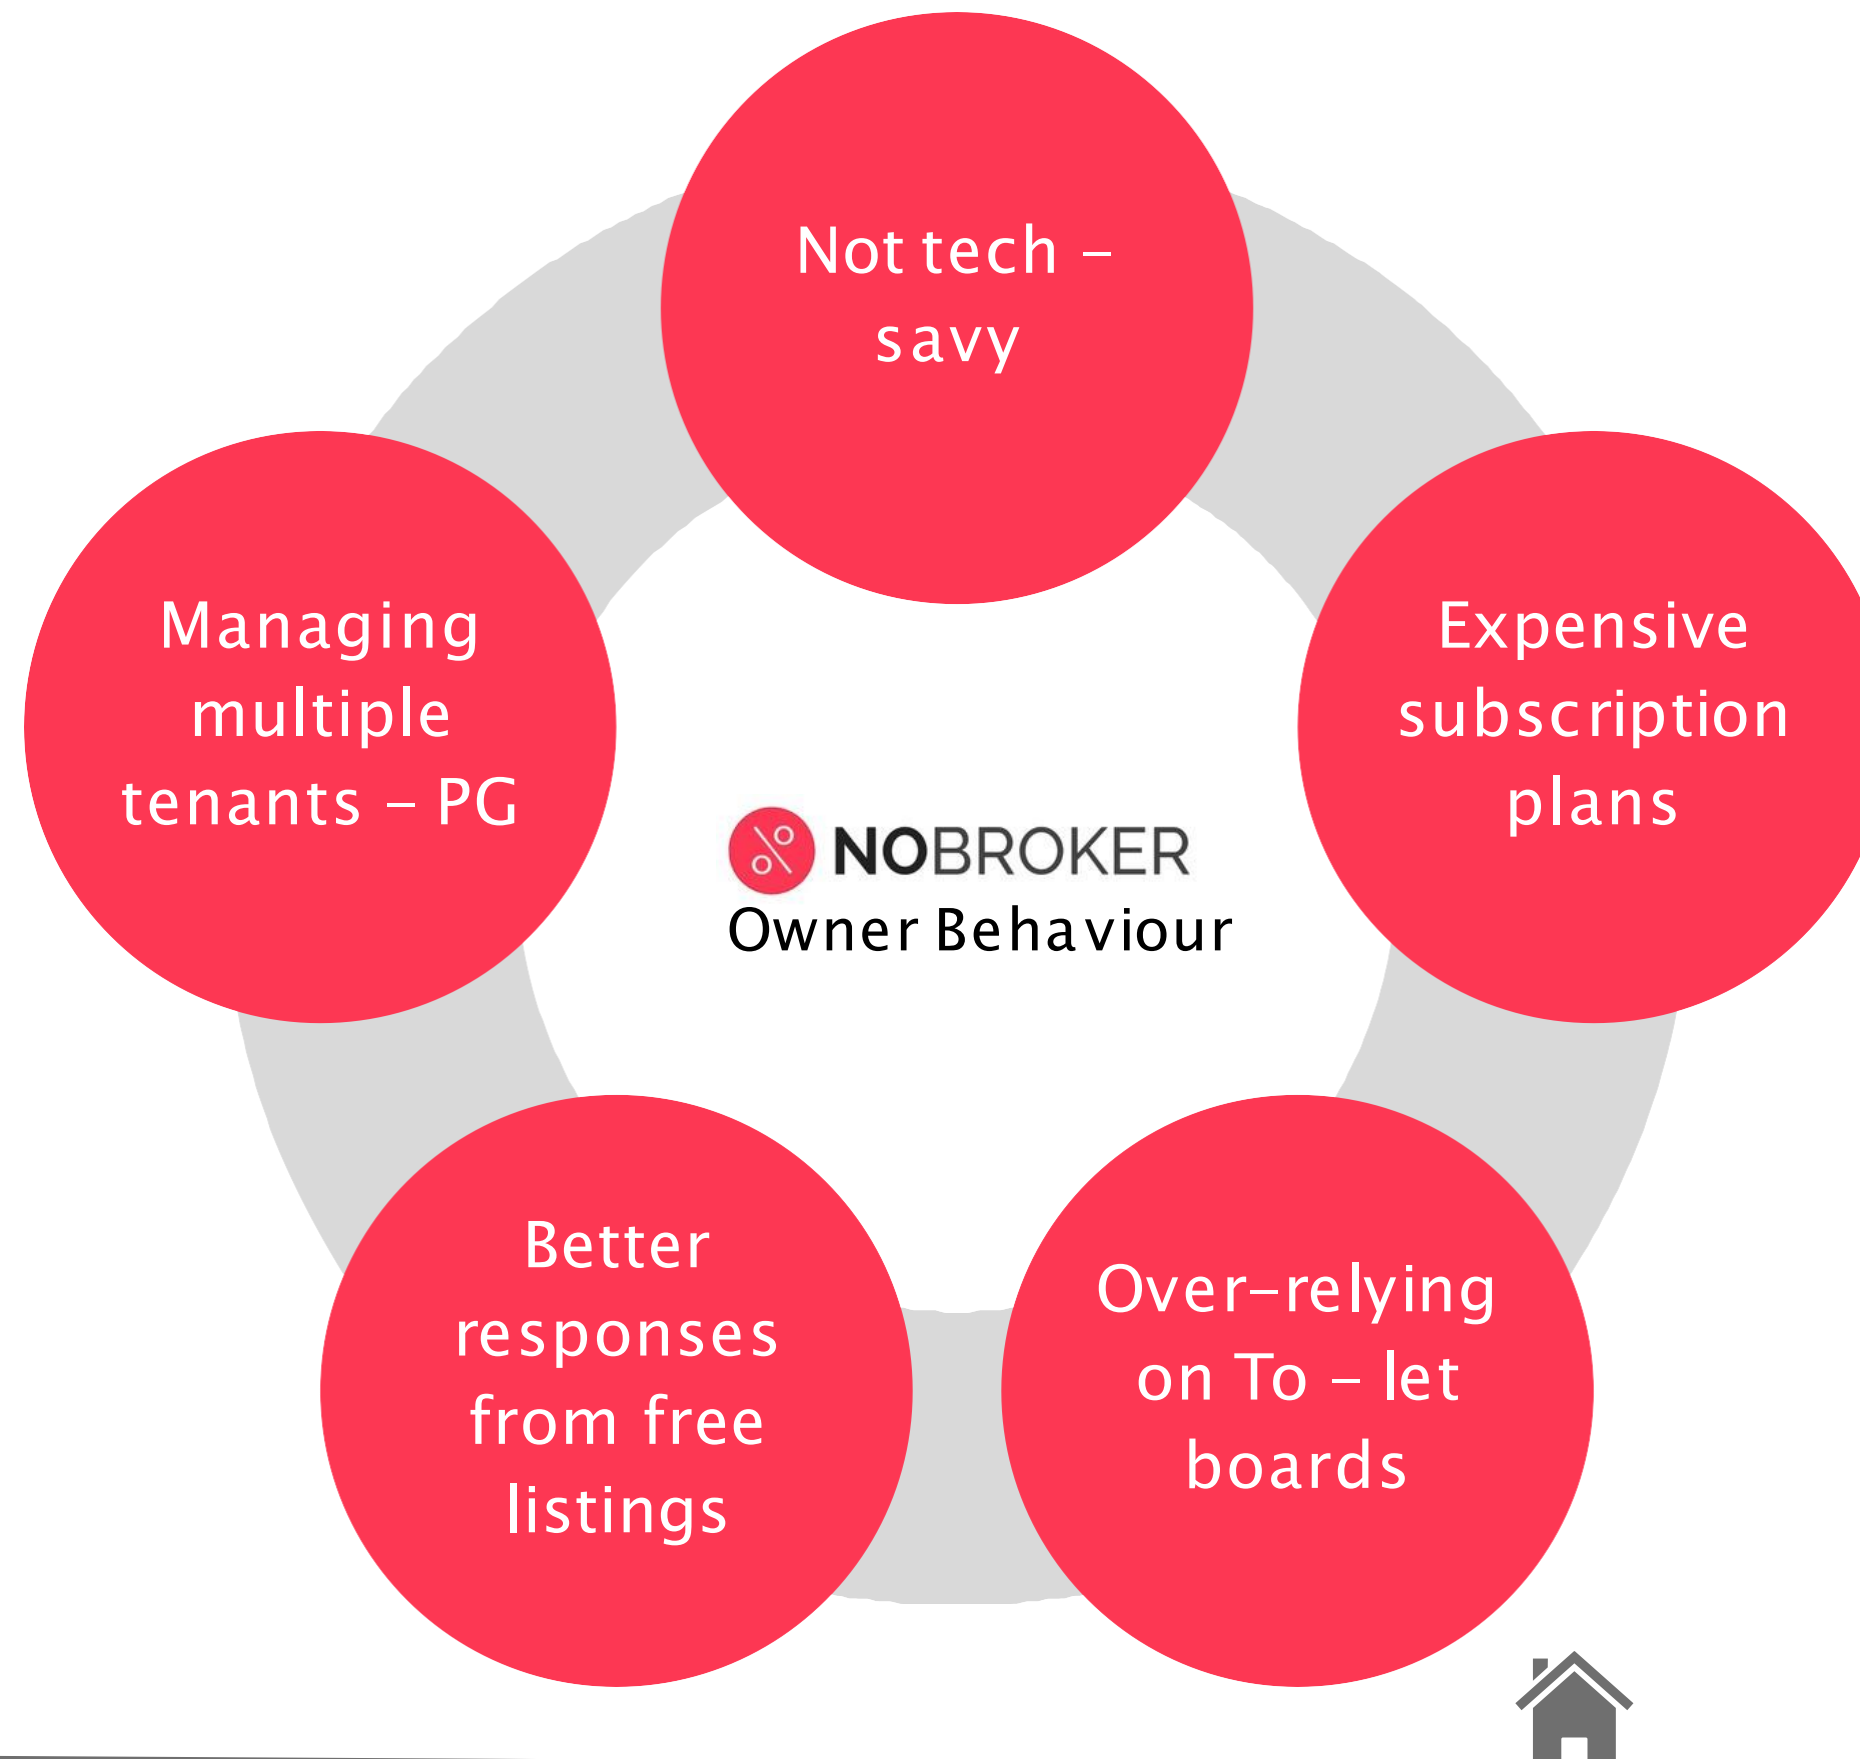 Not tech –
savy
Managing
multiple
tenants – PG
Expensive
subscription
plans
NOBROKER
Owner Behaviour
Better
responses
from free
listings
Over–relying
on To – let
boards